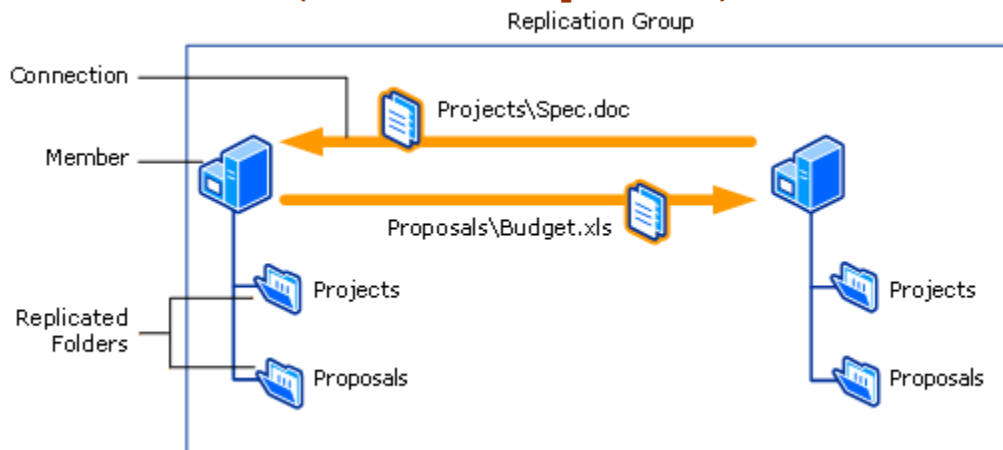 Replication Group
Connection
Projects\Spec.doc
Member
Proposals\Budget.xls
Projects
Projects
Replicated
Folders
Proposals
Proposals